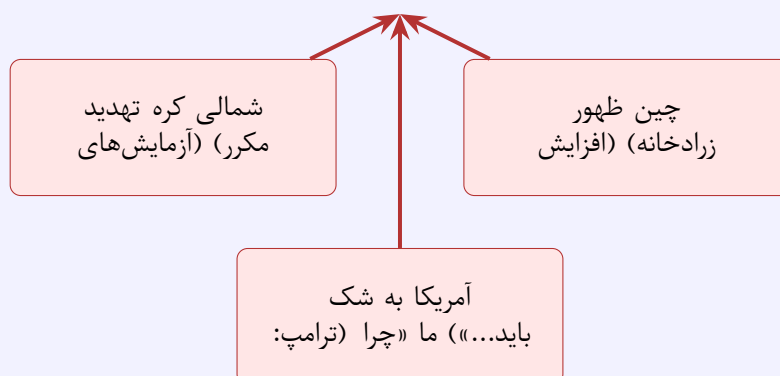 چین ظهور
زرادخانه) (افزایش
شمالی کره تهدید
مکرر) (آزمایش‌های
آمریکا به شک
باید...») ما «چرا (ترامپ: